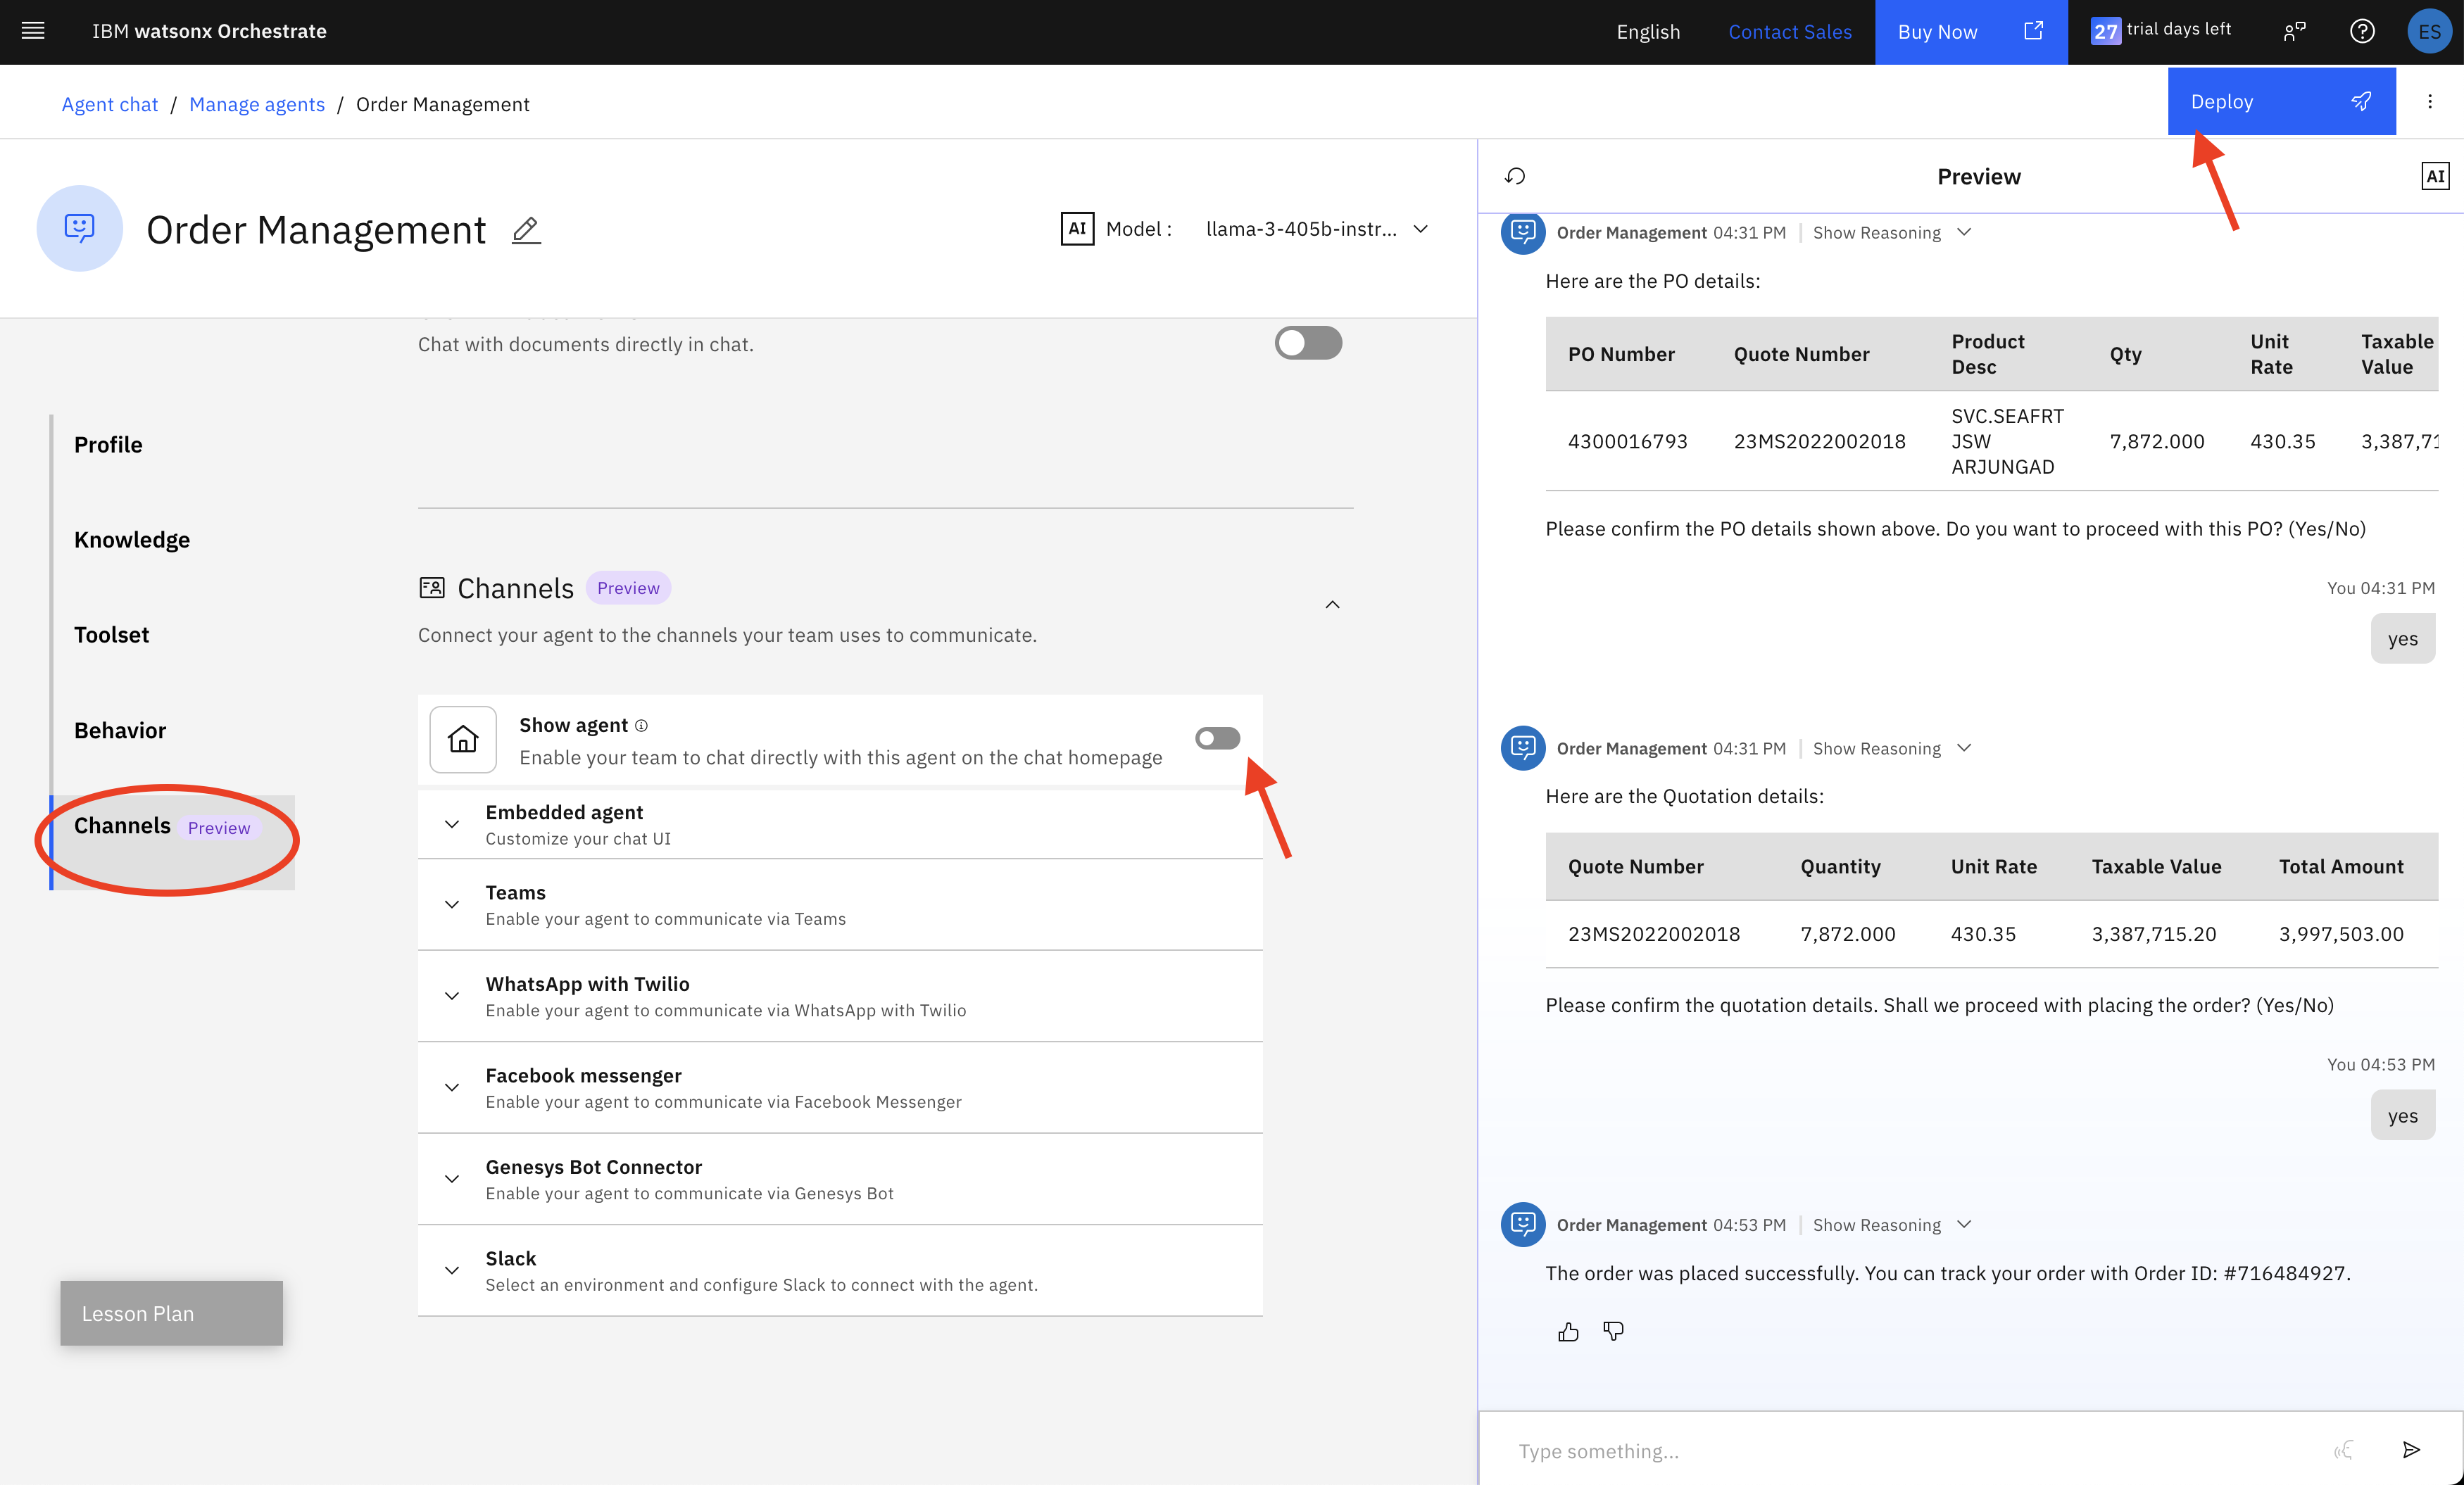 IBM watsonx Orchestrate
English
Contact Sales
Buy Now
27 trial days left
ES
Agent chat / Manage agents / Order Management
Deploy
Order Management
AI Model : llama-3-405b-instr...
Chat with documents directly in chat.
Profile
Knowledge
Toolset
Behavior
Channels Preview
Lesson Plan
Channels Preview
Connect your agent to the channels your team uses to communicate.
Show agent
Enable your team to chat directly with this agent on the chat homepage
Embedded agent
Customize your chat UI
Teams
Enable your agent to communicate via Teams
WhatsApp with Twilio
Enable your agent to communicate via WhatsApp with Twilio
Facebook messenger
Enable your agent to communicate via Facebook Messenger
Genesys Bot Connector
Enable your agent to communicate via Genesys Bot
Slack
Select an environment and configure Slack to connect with the agent.
Preview
AI
Order Management 04:31 PM | Show Reasoning
Here are the PO details:
PO Number Quote Number Product Desc Qty Unit Rate Taxable Value
4300016793 23MS2022002018 SVC.SEAFRT JSW ARJUNGAD 7,872.000 430.35 3,387,71
Please confirm the PO details shown above. Do you want to proceed with this PO? (Yes/No)
You 04:31 PM
yes
Order Management 04:31 PM | Show Reasoning
Here are the Quotation details:
Quote Number Quantity Unit Rate Taxable Value Total Amount
23MS2022002018 7,872.000 430.35 3,387,715.20 3,997,503.00
Please confirm the quotation details. Shall we proceed with placing the order? (Yes/No)
You 04:53 PM
yes
Order Management 04:53 PM | Show Reasoning
The order was placed successfully. You can track your order with Order ID: #716484927.
Type something...